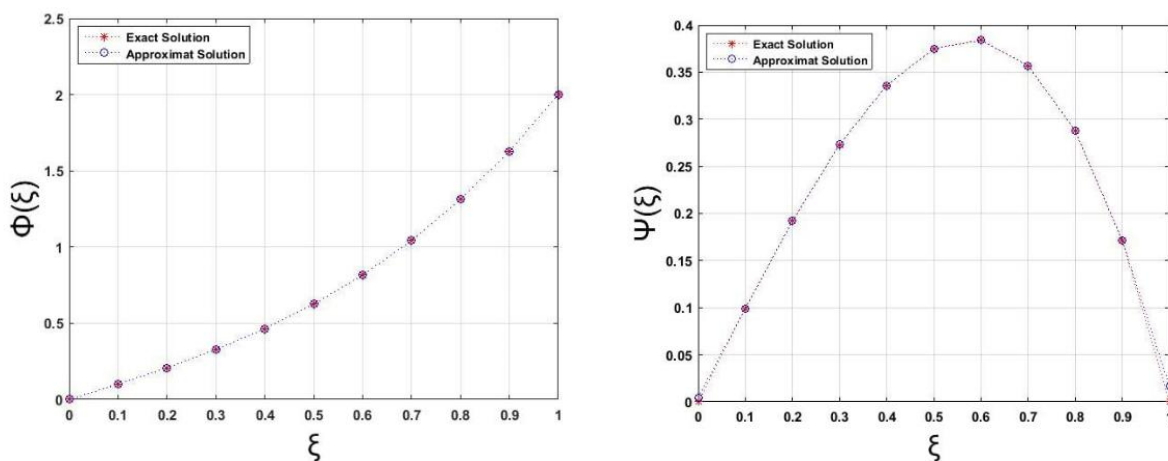 2.5
Exact Solution
Approximat Solution
2
1.5
1
0.5
0
Φ(ξ)
0 0.1 0.2 0.3 0.4 0.5 0.6 0.7 0.8 0.9 1
ξ
0.4
Exact Solution
Approximat Solution
0.35
0.3
0.25
0.2
0.15
0.1
0.05
0
Ψ(ξ)
0 0.1 0.2 0.3 0.4 0.5 0.6 0.7 0.8 0.9 1
ξ